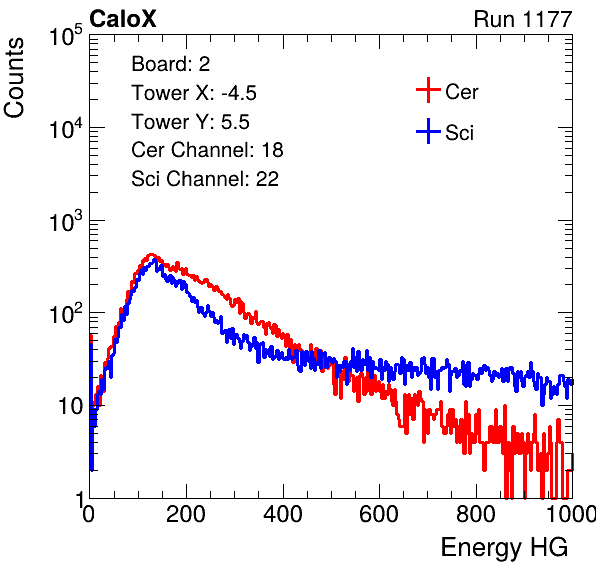 CaloX Run 1177
Counts
10^5
10^4
10^3
10^2
10
1
Board: 2
Tower X: -4.5
Tower Y: 5.5
Cer Channel: 18
Sci Channel: 22
Cer
Sci
0 200 400 600 800 1000
Energy HG